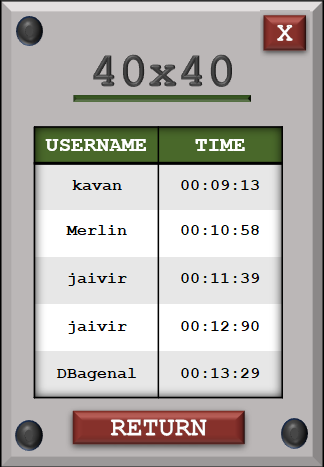 X
40x40
USERNAME TIME
kavan 00:09:13
Merlin 00:10:58
jaivir 00:11:39
jaivir 00:12:90
DBagenal 00:13:29
RETURN